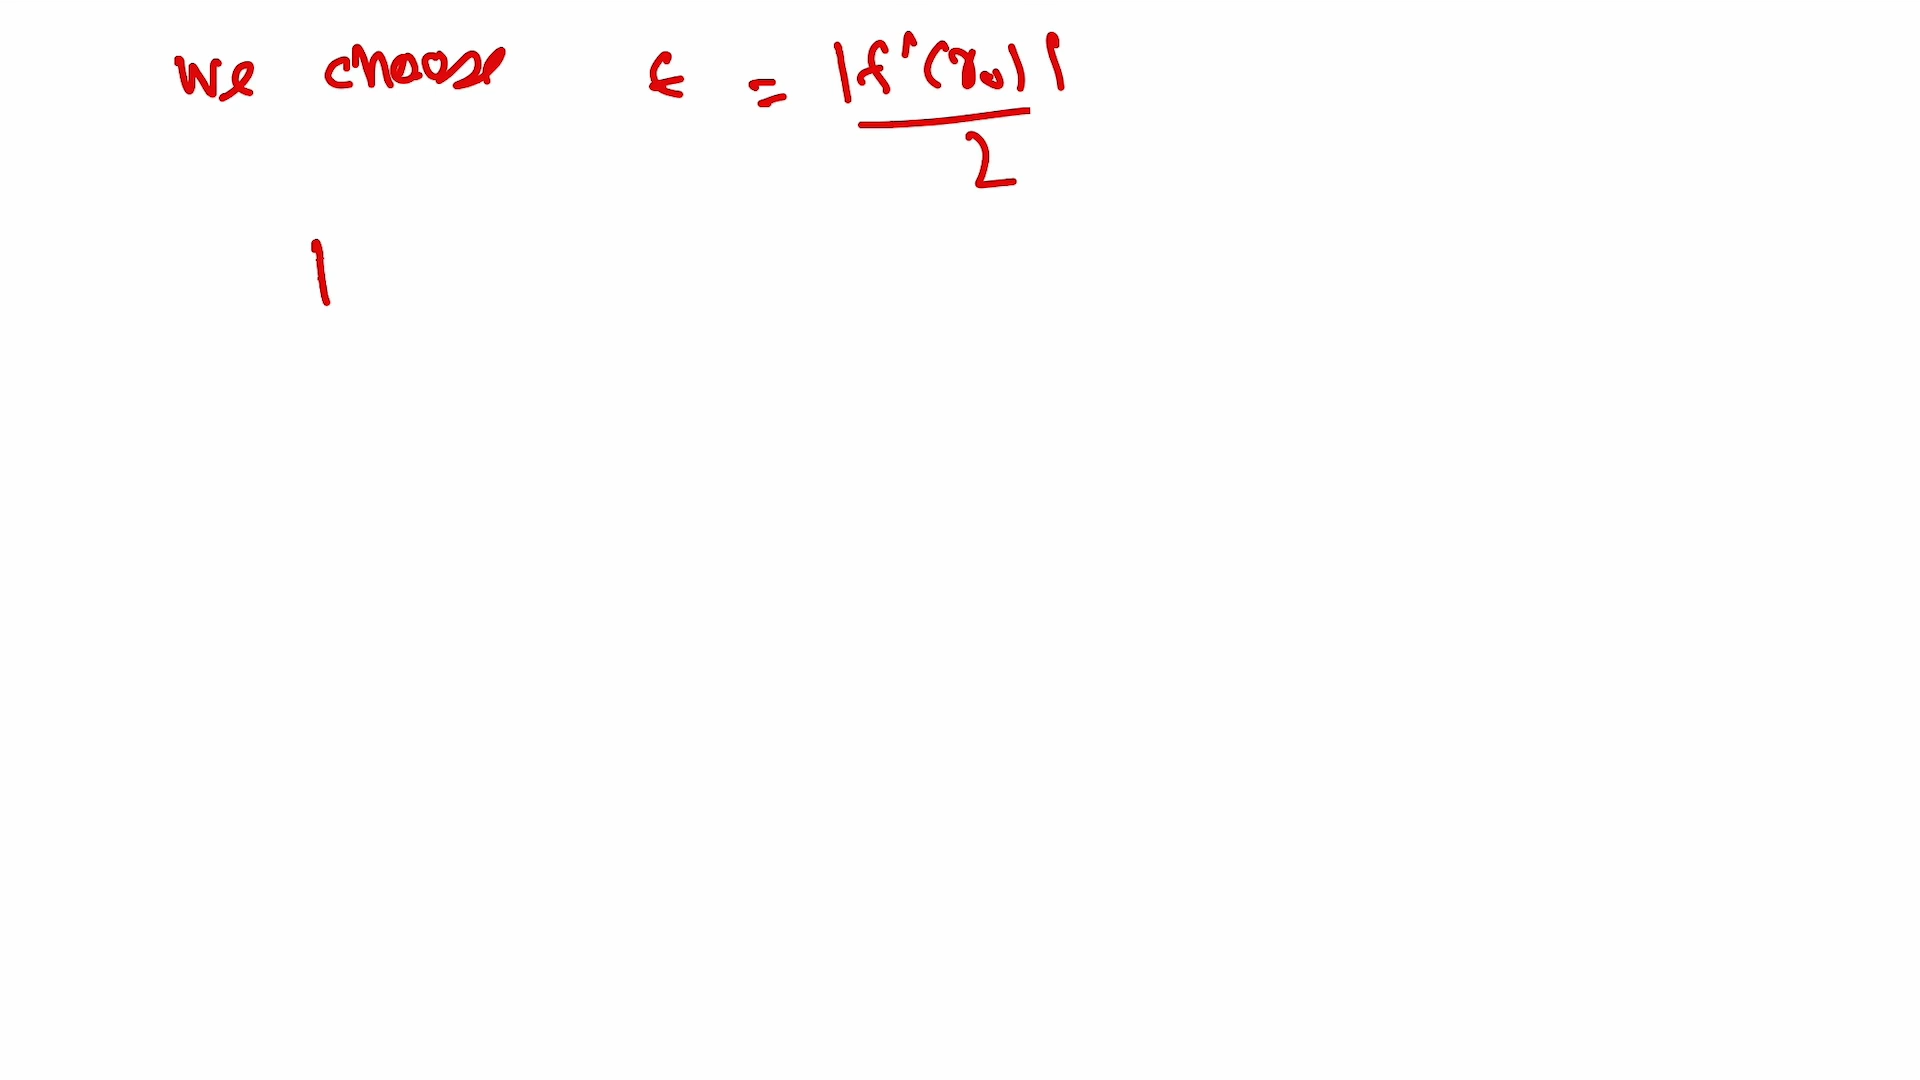 We choose ε = |f'(x₀)| / 2
|